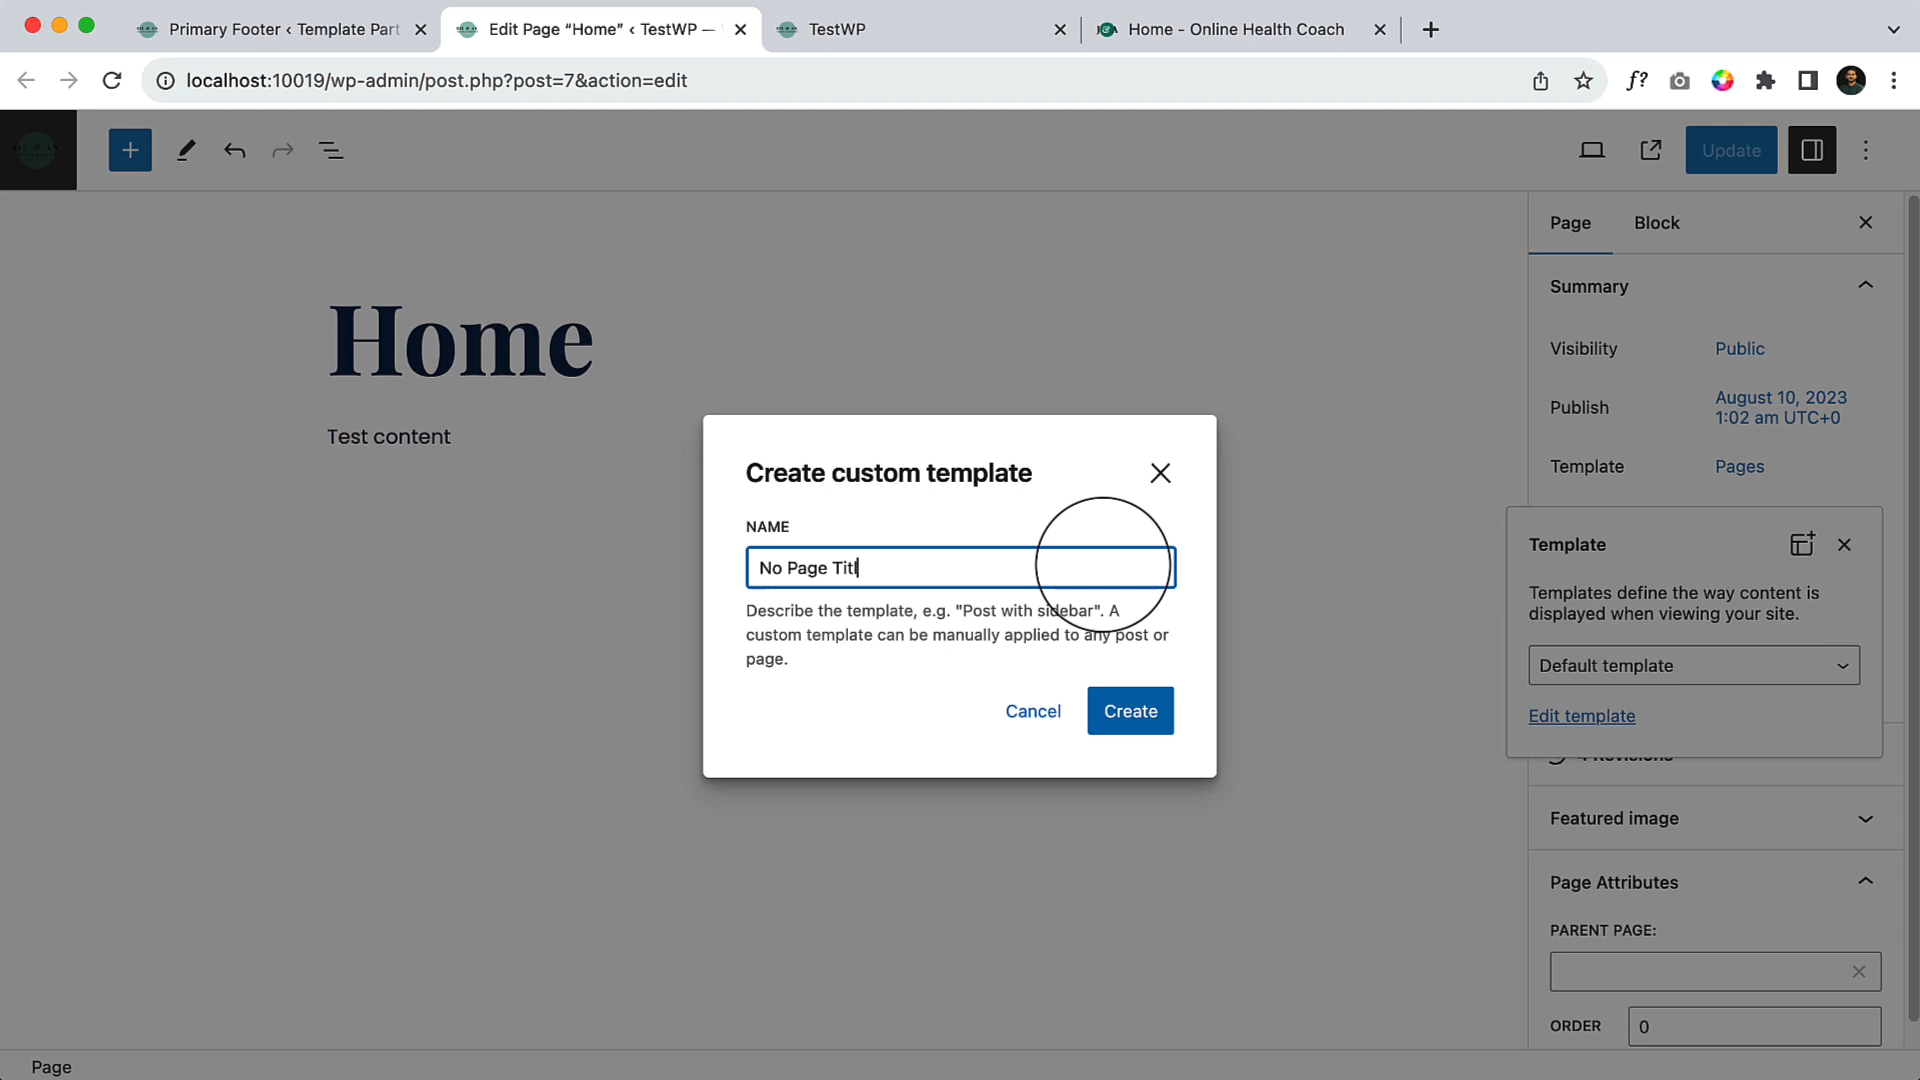 Primary Footer ‹ Template Part
Edit Page “Home” ‹ TestWP —
TestWP
Home - Online Health Coach
localhost:10019/wp-admin/post.php?post=7&action=edit
f?
Update
Page
Block
Summary
Home
Visibility
Public
Publish
August 10, 2023
1:02 am UTC+0
Test content
Template
Pages
Create custom template
NAME
No Page Titl
Describe the template, e.g. "Post with sidebar". A
custom template can be manually applied to any post or
page.
Cancel
Create
Template
Templates define the way content is
displayed when viewing your site.
Default template
Edit template
4 Revisions
Featured image
Page Attributes
PARENT PAGE:
ORDER
0
Page